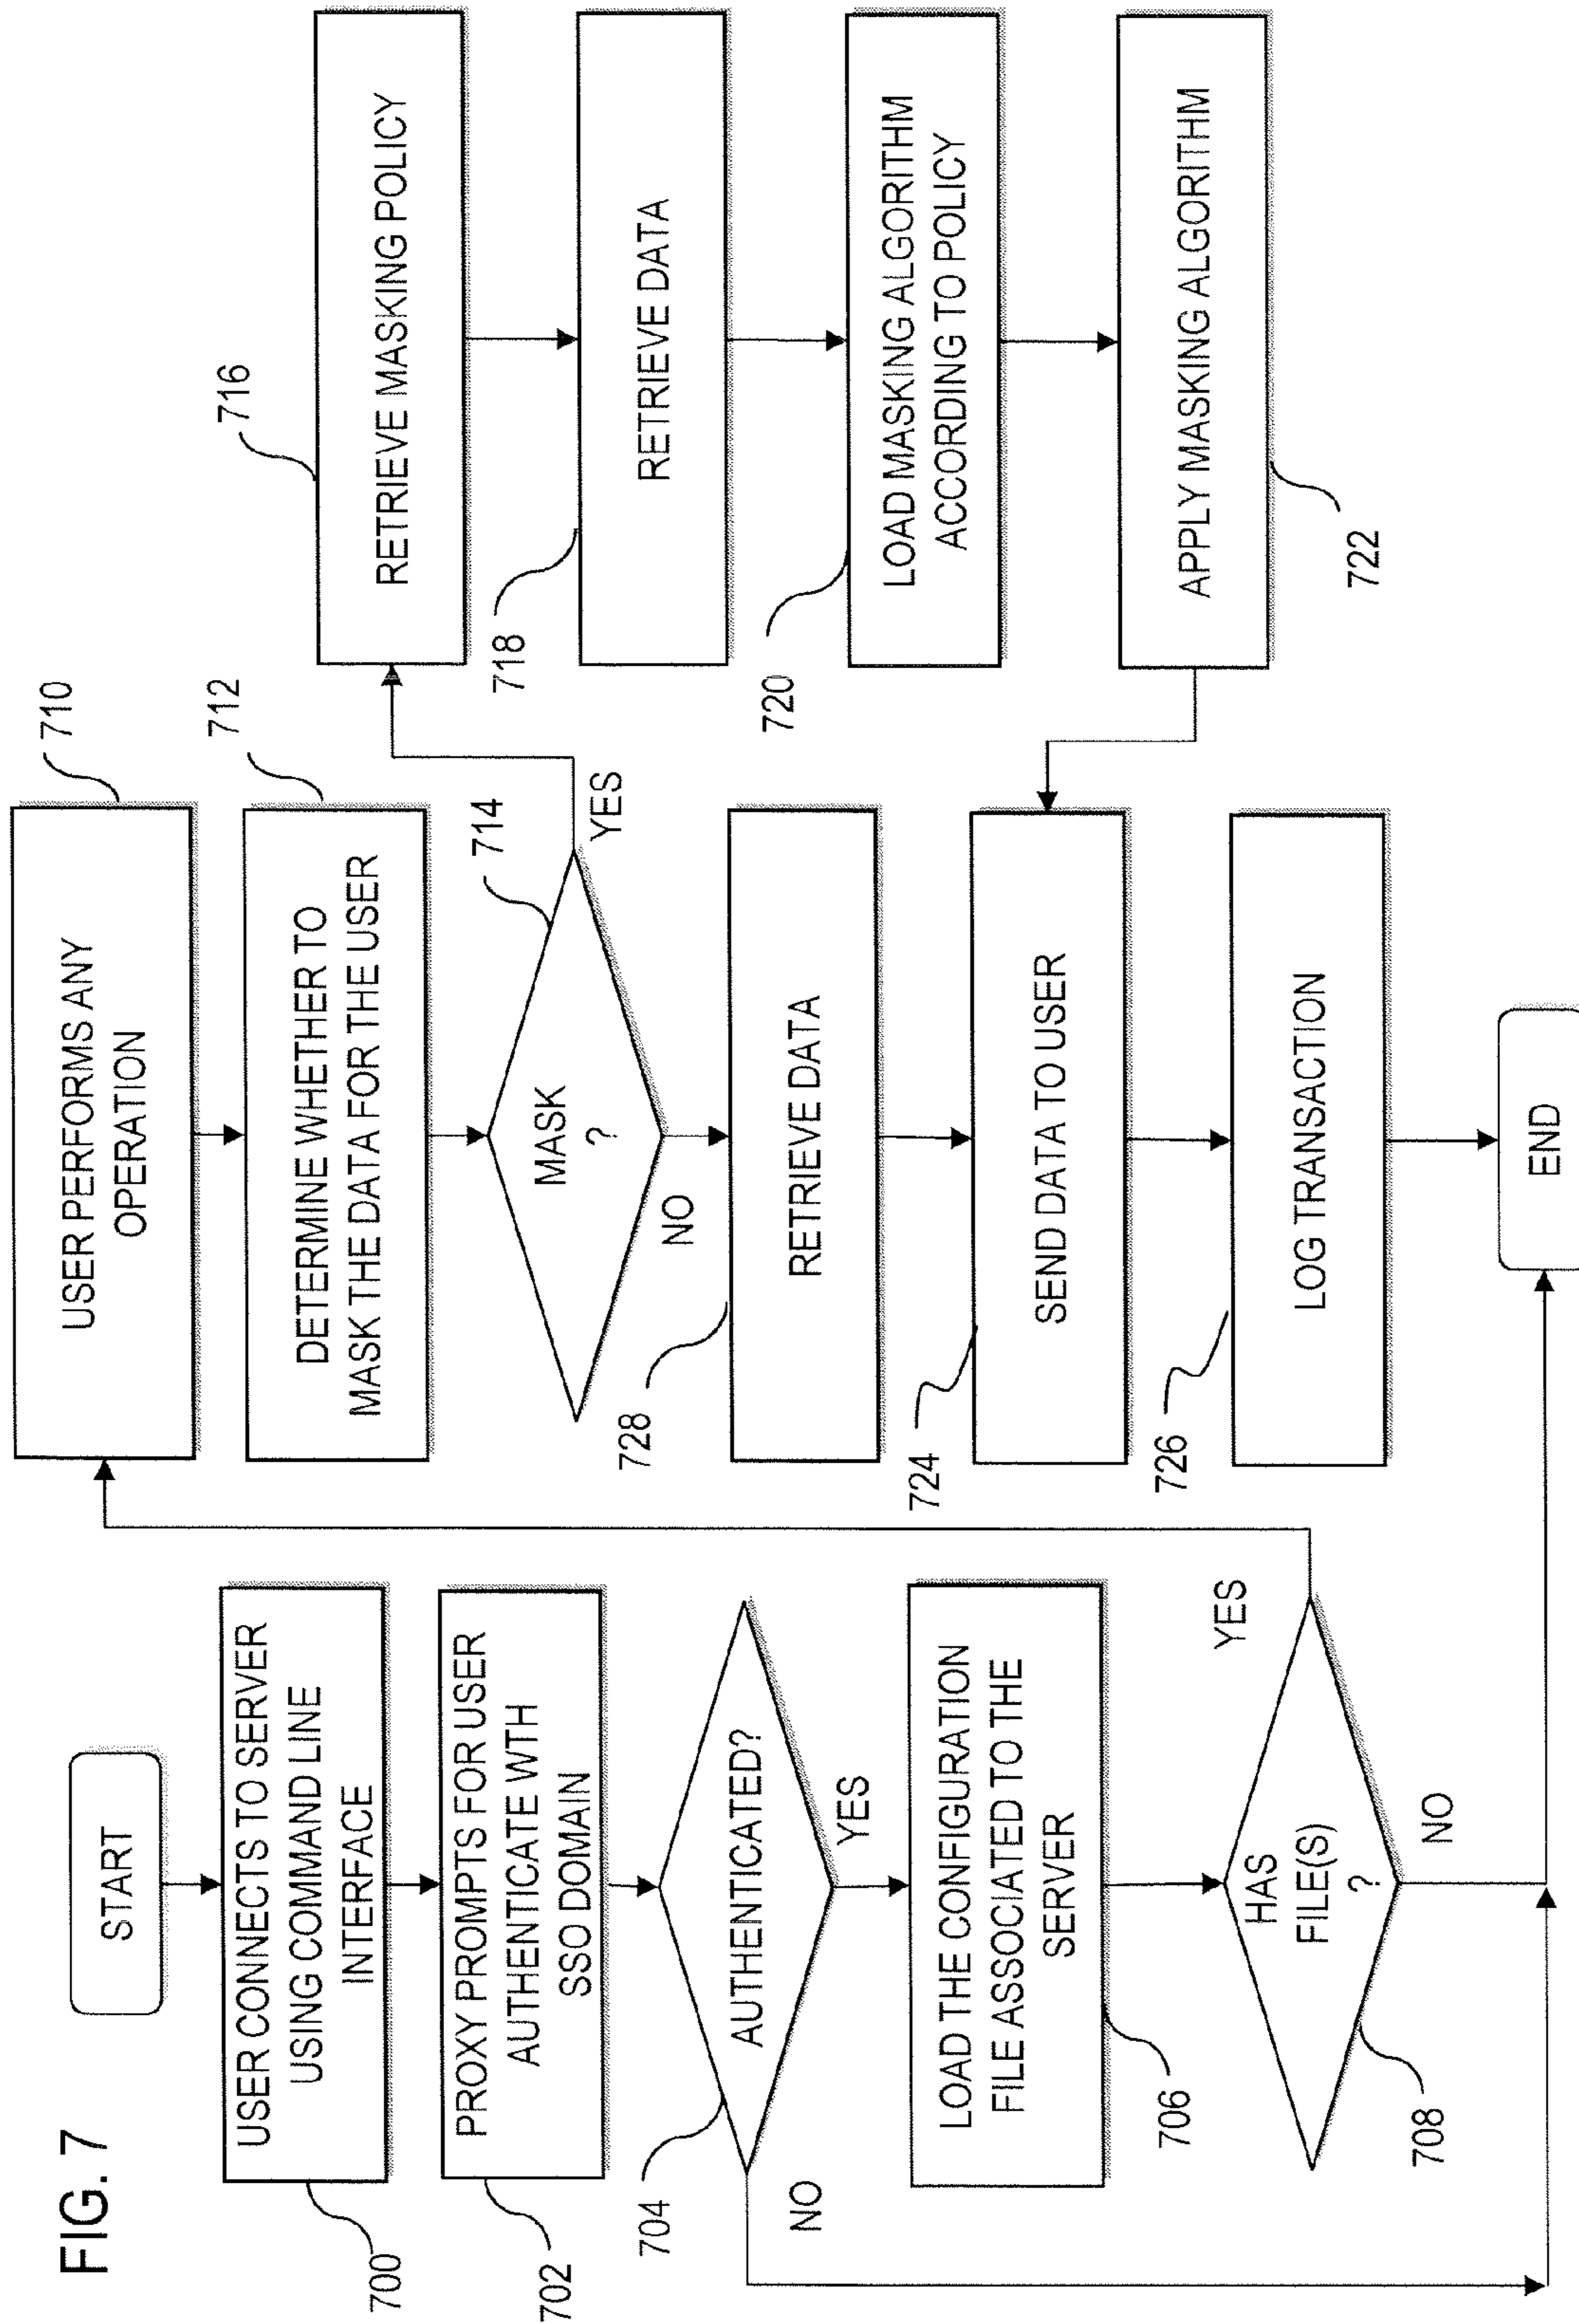 FIG. 7
START
USER CONNECTS TO SERVER
USING COMMAND LINE
INTERFACE
700
PROXY PROMPTS FOR USER
AUTHENTICATE WTH
SSO DOMAIN
702
AUTHENTICATED?
704
NO
YES
LOAD THE CONFIGURATION
FILE ASSOCIATED TO THE
SERVER
706
HAS
FILE(S)
?
708
YES
NO
USER PERFORMS ANY
OPERATION
710
DETERMINE WHETHER TO
MASK THE DATA FOR THE USER
712
MASK
?
714
YES
NO
RETRIEVE MASKING POLICY
716
RETRIEVE DATA
718
LOAD MASKING ALGORITHM
ACCORDING TO POLICY
720
APPLY MASKING ALGORITHM
722
RETRIEVE DATA
728
SEND DATA TO USER
724
LOG TRANSACTION
726
END